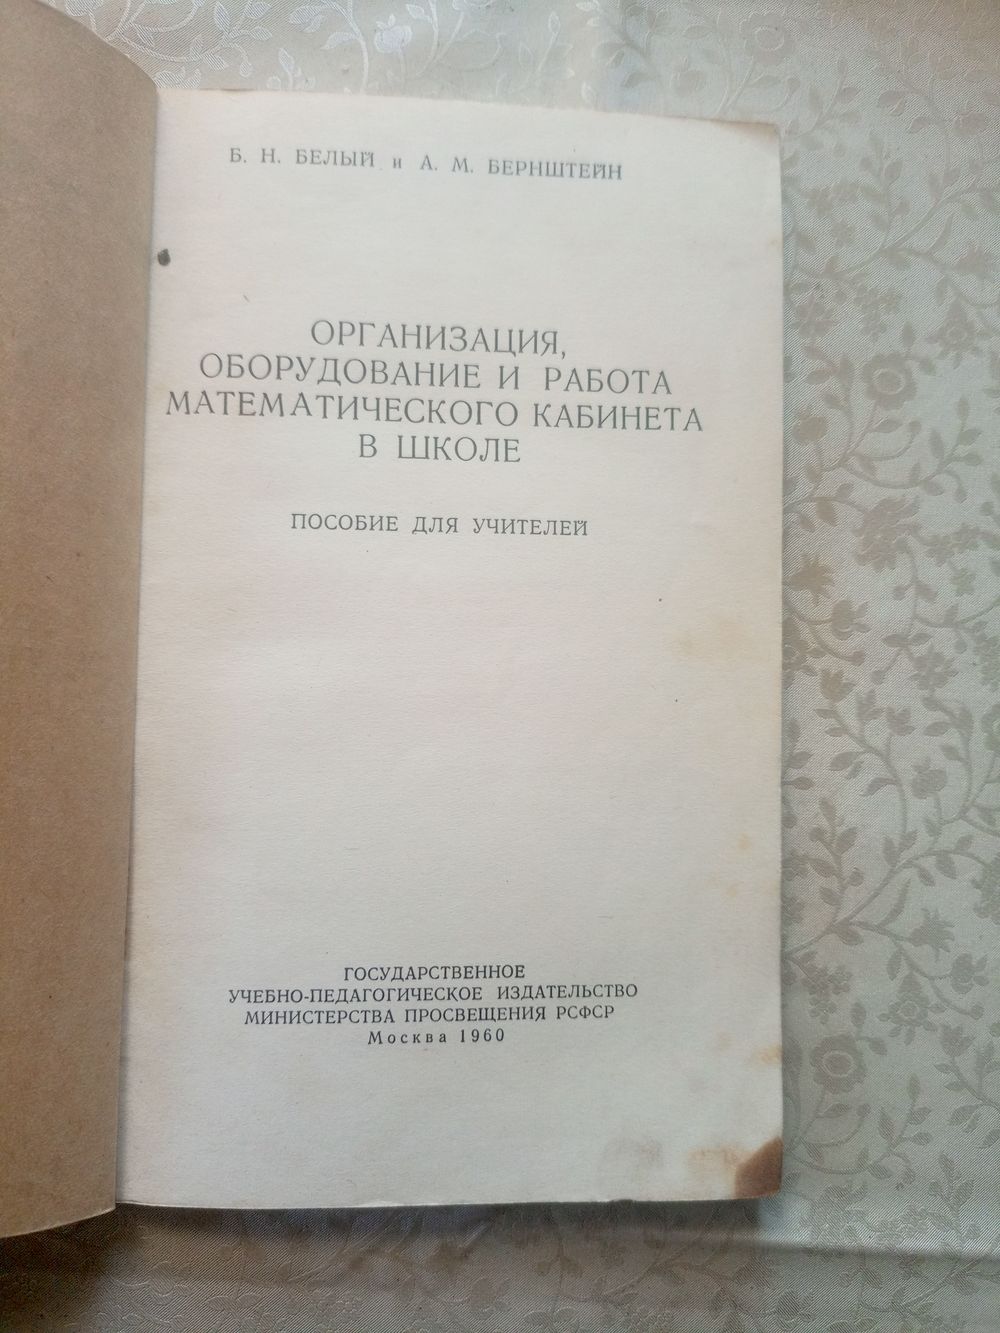 Б. Н. БЕЛЫЙ и А. М. БЕРНШТЕЙН
ОРГАНИЗАЦИЯ,
ОБОРУДОВАНИЕ И РАБОТА
МАТЕМАТИЧЕСКОГО КАБИНЕТА
В ШКОЛЕ
ПОСОБИЕ ДЛЯ УЧИТЕЛЕЙ
ГОСУДАРСТВЕННОЕ
УЧЕБНО-ПЕДАГОГИЧЕСКОЕ ИЗДАТЕЛЬСТВО
МИНИСТЕРСТВА ПРОСВЕЩЕНИЯ РСФСР
Москва 1960